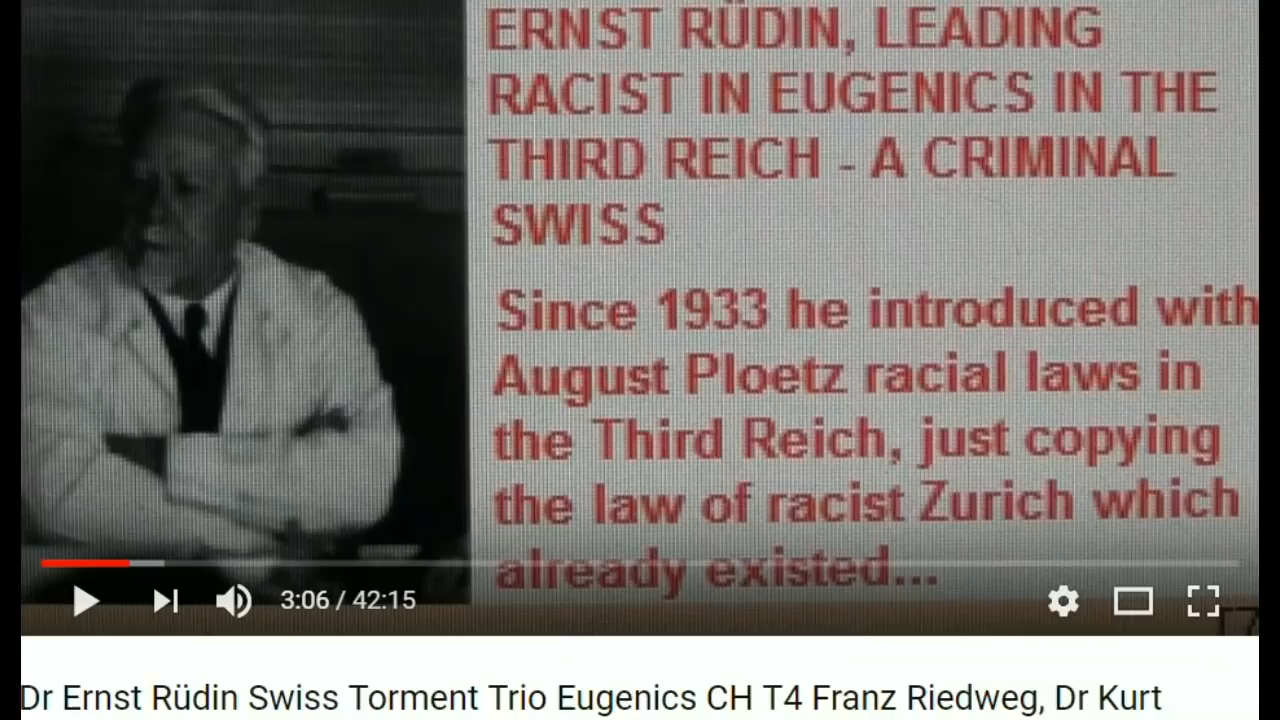 ERNST RÜDIN, LEADING
RACIST IN EUGENICS IN THE
THIRD REICH - A CRIMINAL
SWISS
Since 1933 he introduced with
August Ploetz racial laws in
the Third Reich, just copying
the law of racist Zurich which
already existed...
3:06 / 42:15
Dr Ernst Rüdin Swiss Torment Trio Eugenics CH T4 Franz Riedweg, Dr Kurt